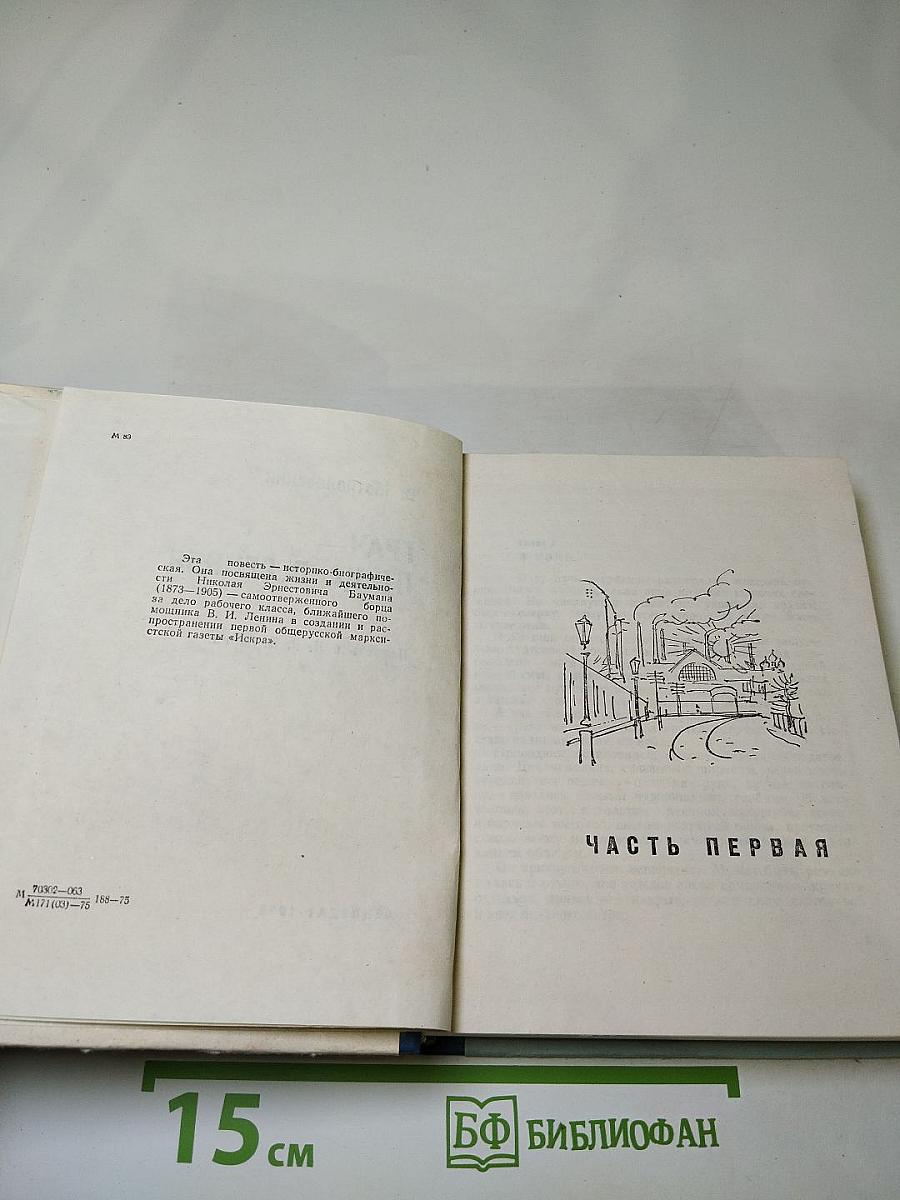 М 89
Эта повесть — историко-биографиче-
ская. Она посвящена жизни и деятельно-
сти Николая Эрнестовича Баумана
(1873—1905) — самоотверженного борца
за дело рабочего класса, ближайшего по-
мощника В. И. Ленина в создании и рас-
пространении первой общерусской маркси-
стской газеты «Искра».
М 70302—063
М171(03)—75 188—75
ЧАСТЬ ПЕРВАЯ
15 см
БФ БИБЛИОФАН